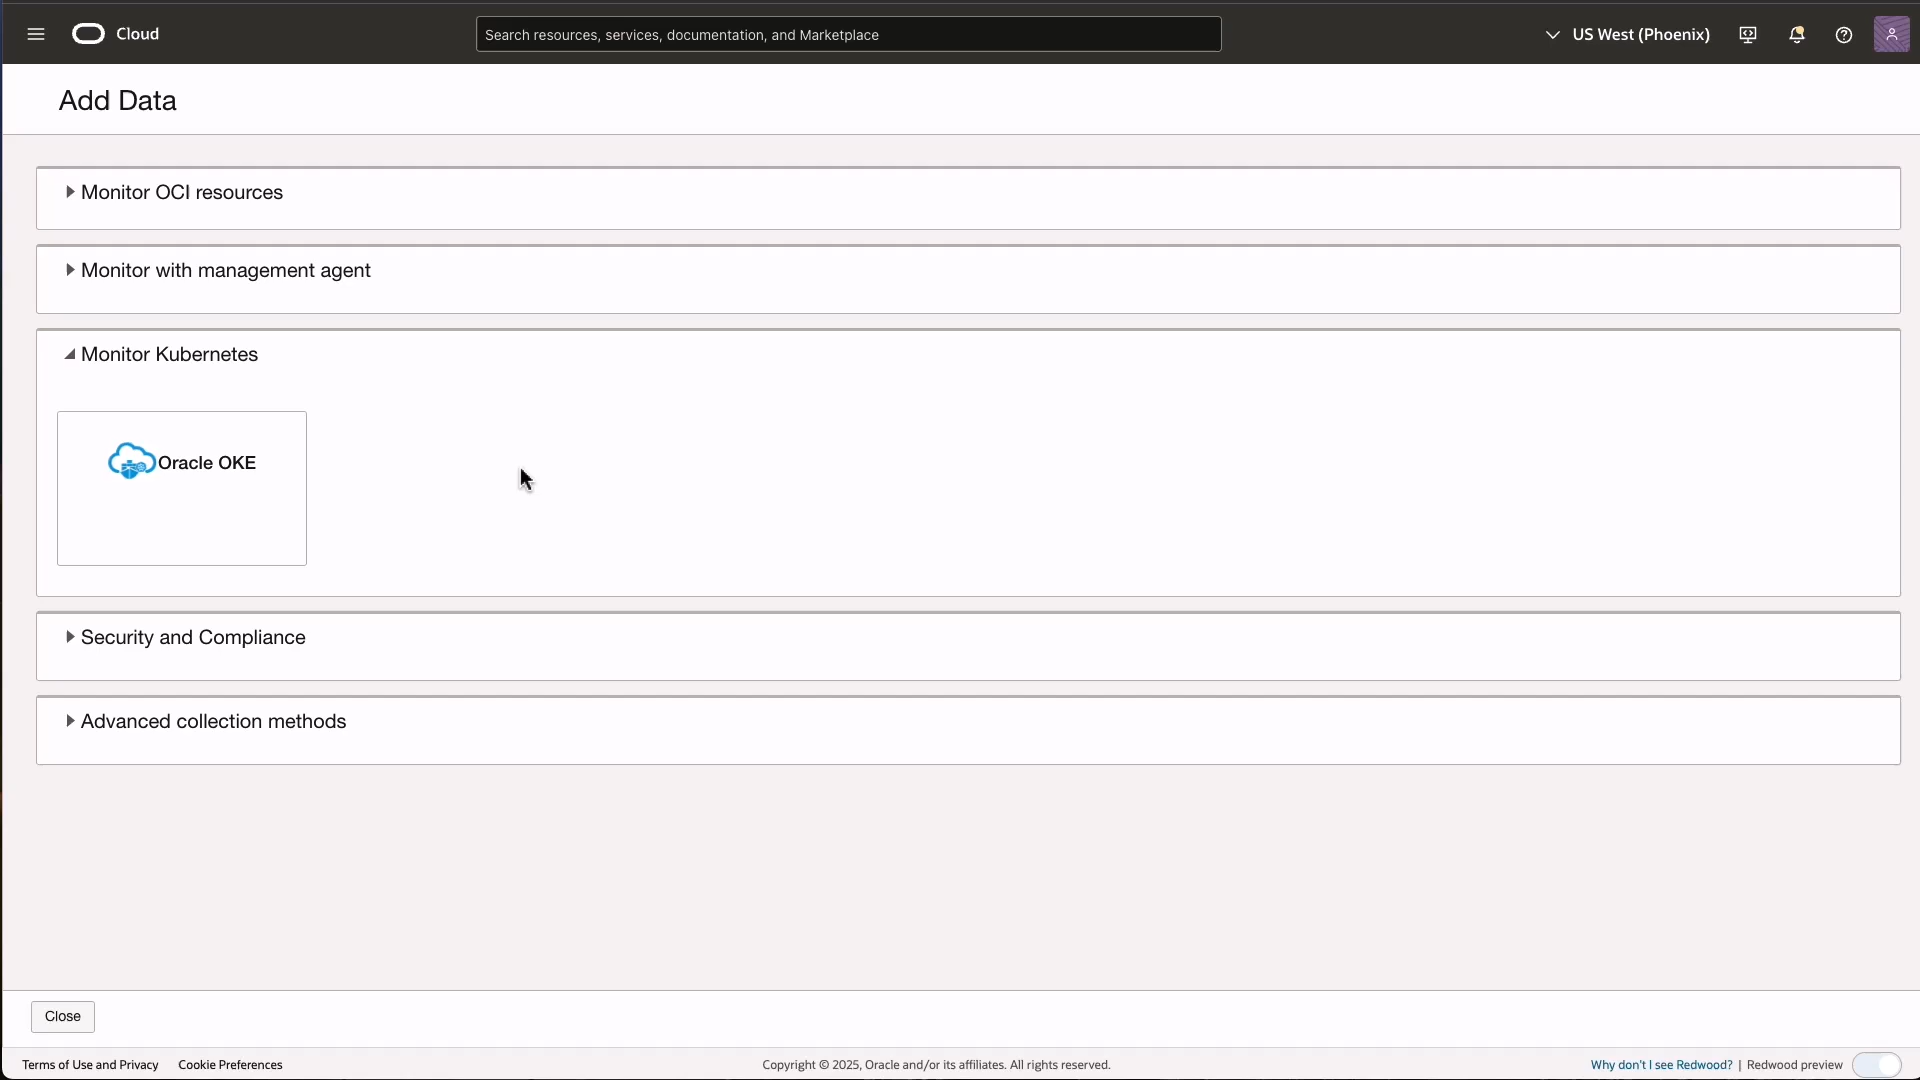 Cloud
Search resources, services, documentation, and Marketplace
US West (Phoenix)
Add Data
Monitor OCI resources
Monitor with management agent
Monitor Kubernetes
Oracle OKE
Security and Compliance
Advanced collection methods
Close
Terms of Use and Privacy
Cookie Preferences
Copyright © 2025, Oracle and/or its affiliates. All rights reserved.
Why don't I see Redwood? | Redwood preview